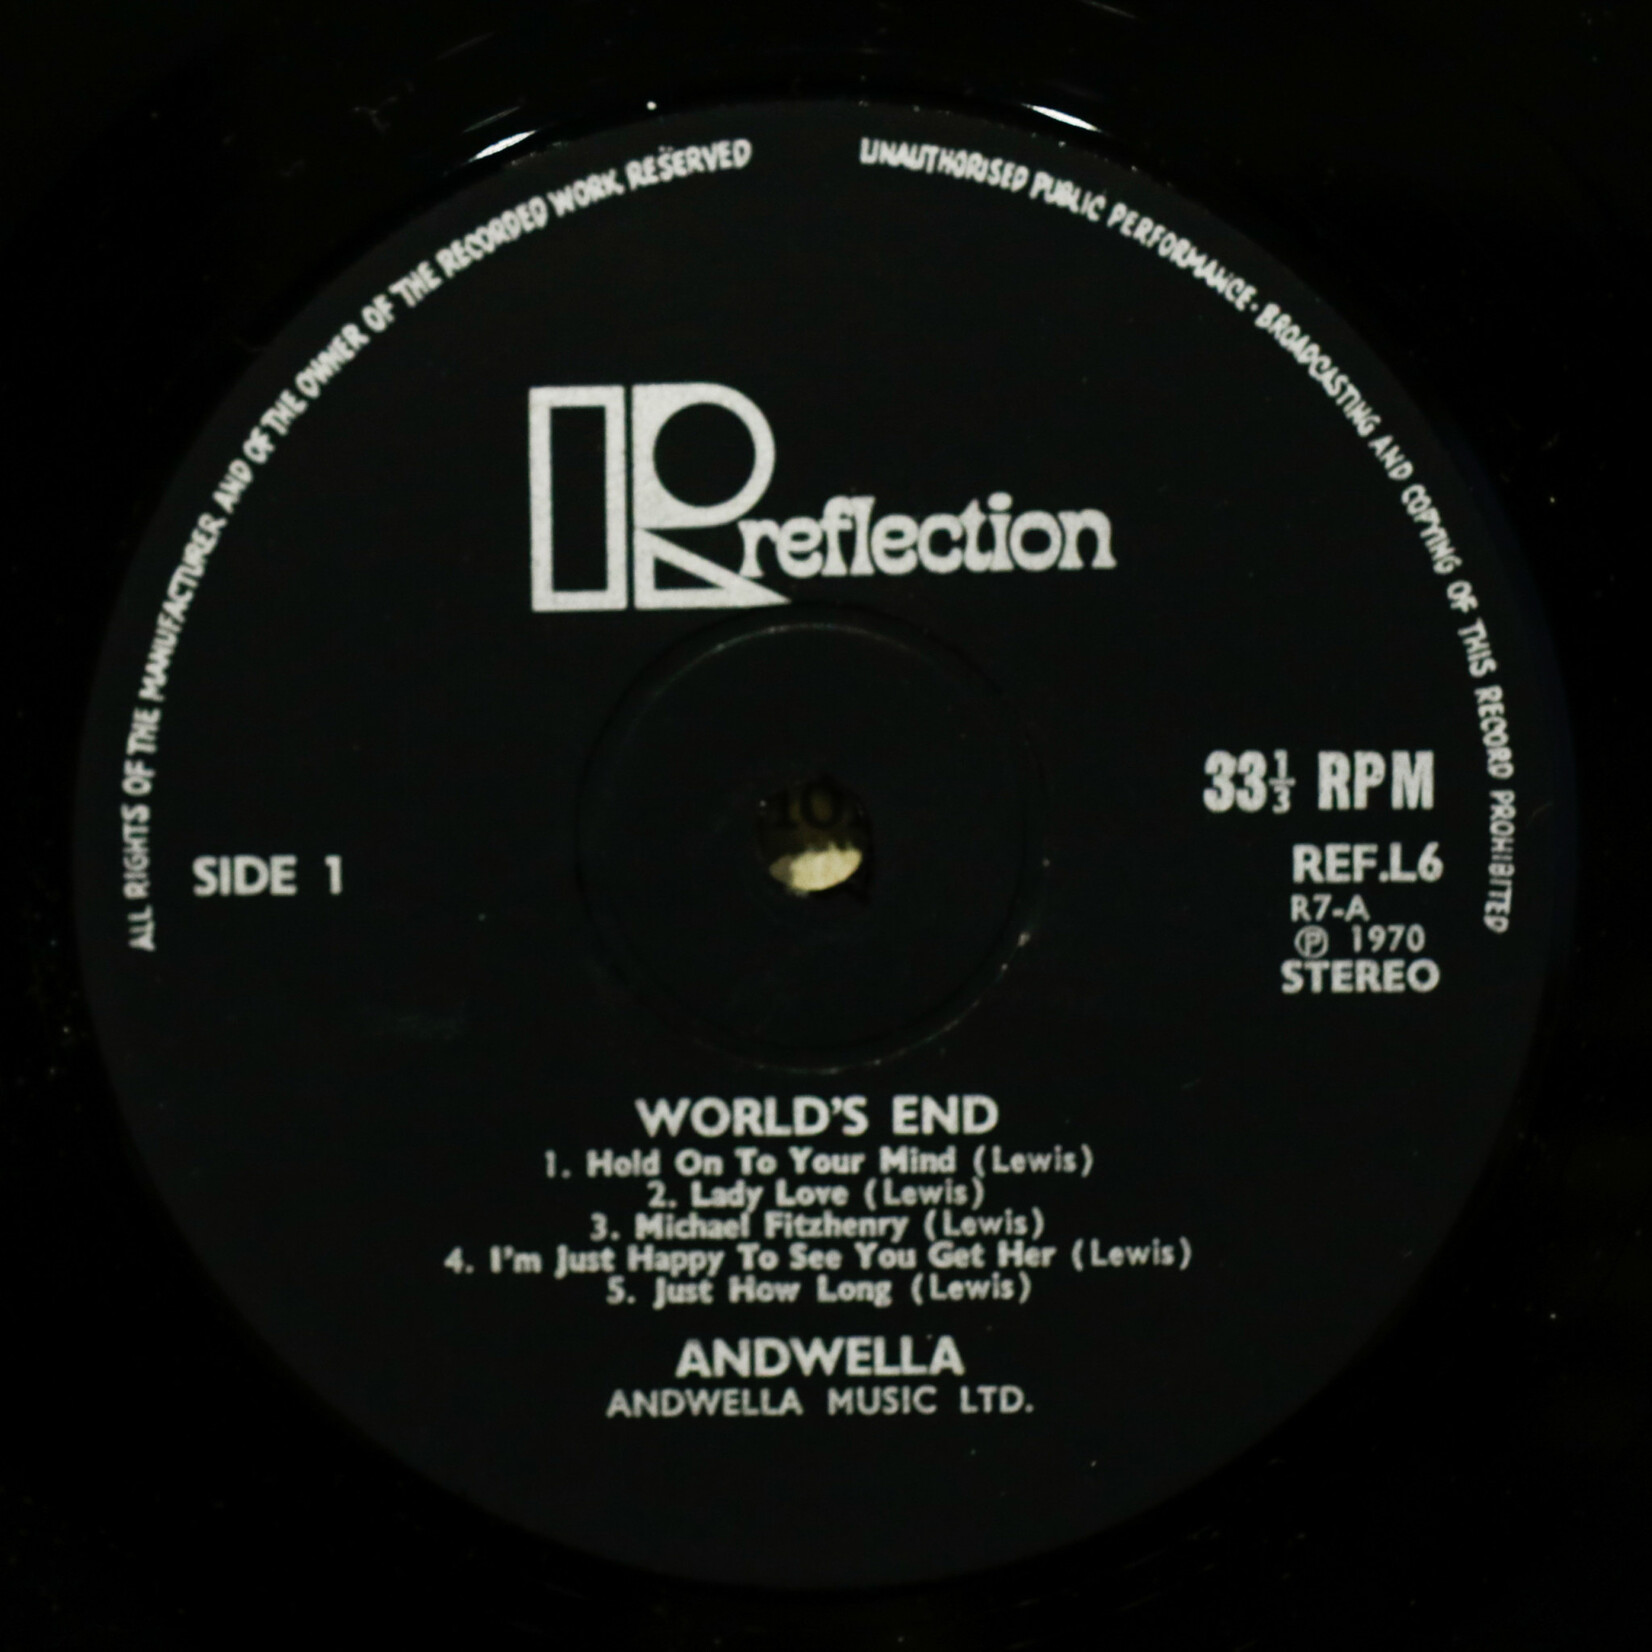 ALL RIGHTS OF THE MANUFACTURER AND OF THE OWNER OF THE RECORDED WORK RESERVED
UNAUTHORISED PUBLIC PERFORMANCE · BROADCASTING AND COPYING OF THIS RECORD PROHIBITED
reflection
33⅓ RPM
SIDE 1
REF.L6
R7-A
℗ 1970
STEREO
WORLD'S END
1. Hold On To Your Mind (Lewis)
2. Lady Love (Lewis)
3. Michael Fitzhenry (Lewis)
4. I'm Just Happy To See You Get Her (Lewis)
5. Just How Long (Lewis)
ANDWELLA
ANDWELLA MUSIC LTD.